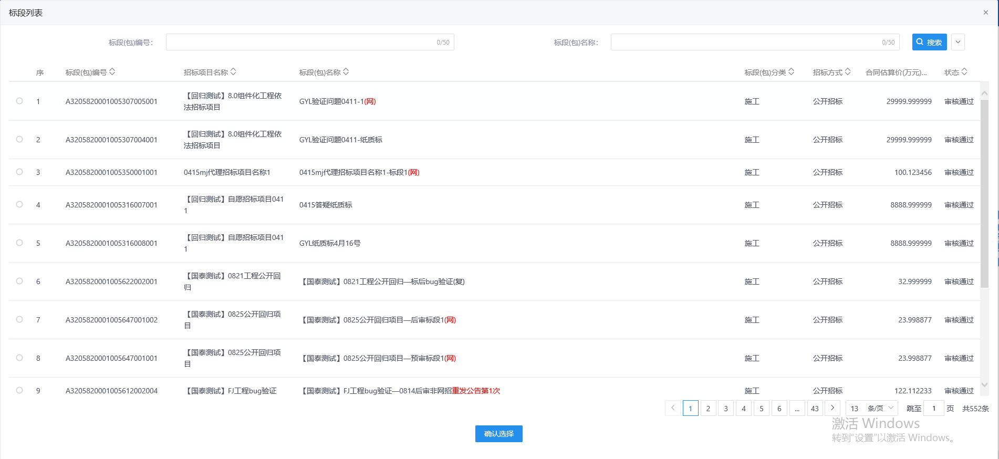 标段列表
标段(包)编号： 0/50 标段(包)名称： 0/50 搜索
序 标段(包)编号 招标项目名称 标段(包)名称 标段(包)分类 招标方式 合同估算价(万元)... 状态
1 A3205820001005307005001 【回归测试】8.0组件化工程依 GYL验证问题0411-1(网) 施工 公开招标 29999.999999 审核通过
法招标项目
2 A3205820001005307004001 【回归测试】8.0组件化工程依 GYL验证问题0411-纸质标 施工 公开招标 29999.999999 审核通过
法招标项目
3 A3205820001005350001001 0415mj代理招标项目名称1 0415mj代理招标项目名称1-标段1(网) 施工 公开招标 100.123456 审核通过
4 A3205820001005316007001 【回归测试】自愿招标项目041 0415答疑纸质标 施工 公开招标 8888.999999 审核通过
1
5 A3205820001005316008001 【回归测试】自愿招标项目041 GYL纸质标4月16号 施工 公开招标 8888.999999 审核通过
1
6 A3205820001005622002001 【国泰测试】0821工程公开回 【国泰测试】0821工程公开回归—标后bug验证(复) 施工 公开招标 32.999999 审核通过
归
7 A3205820001005647001002 【国泰测试】0825公开回归项 【国泰测试】0825公开回归项目—后审标段1(网) 施工 公开招标 23.998877 审核通过
目
8 A3205820001005647001001 【国泰测试】0825公开回归项 【国泰测试】0825公开回归项目—预审标段1(网) 施工 公开招标 23.998877 审核通过
目
9 A3205820001005612002004 【国泰测试】FJ工程bug验证 【国泰测试】FJ工程bug验证—0814后审非网招重发公告第1次 施工 公开招标 122.112233 审核通过
1 2 3 4 5 6 ... 43 13 条/页 跳至 1 页 共552条
激活 Windows
转到“设置”以激活 Windows。
确认选择